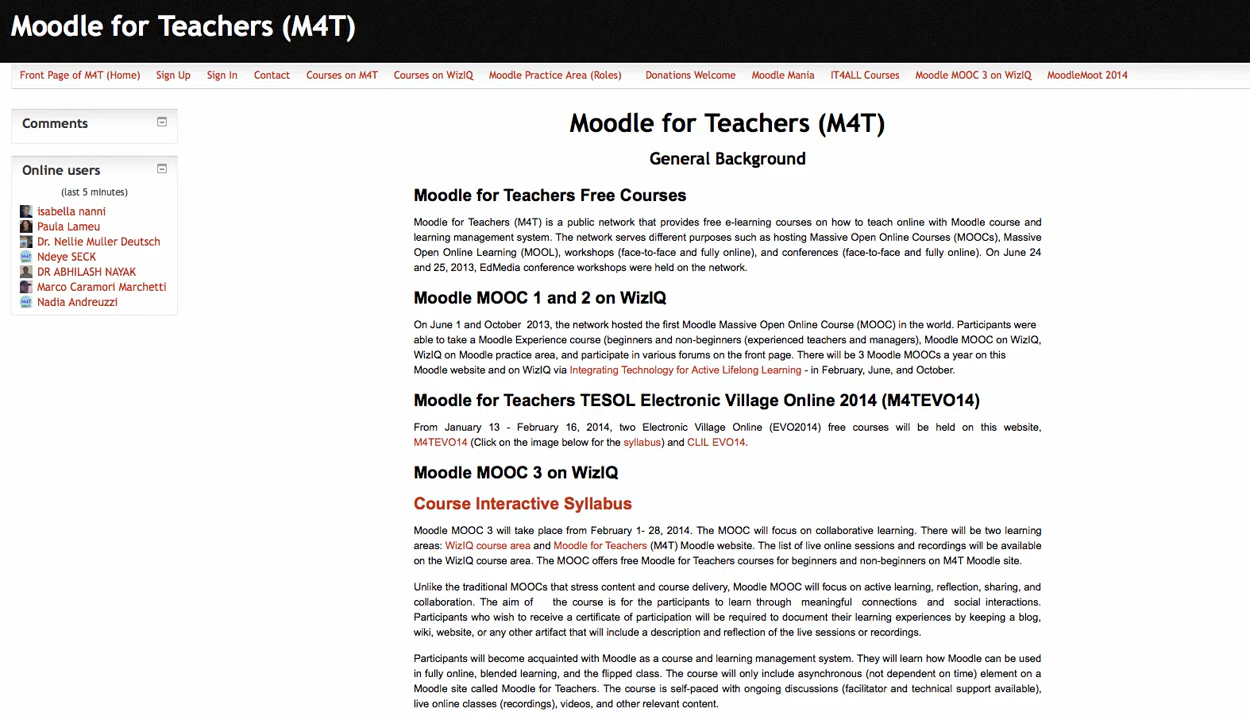 Moodle for Teachers (M4T)
Front Page of M4T (Home) Sign Up Sign In Contact Courses on M4T Courses on WizIQ Moodle Practice Area (Roles) Donations Welcome Moodle Mania IT4ALL Courses Moodle MOOC 3 on WizIQ MoodleMoot 2014
Comments
Online users
(last 5 minutes)
isabella nanni
Paula Lameu
Dr. Nellie Muller Deutsch
Ndeye SECK
DR ABHILASH NAYAK
Marco Caramori Marchetti
Nadia Andreuzzi
Moodle for Teachers (M4T)
General Background
Moodle for Teachers Free Courses
Moodle for Teachers (M4T) is a public network that provides free e-learning courses on how to teach online with Moodle course and
learning management system. The network serves different purposes such as hosting Massive Open Online Courses (MOOCs), Massive
Open Online Learning (MOOL), workshops (face-to-face and fully online), and conferences (face-to-face and fully online). On June 24
and 25, 2013, EdMedia conference workshops were held on the network.
Moodle MOOC 1 and 2 on WizIQ
On June 1 and October 2013, the network hosted the first Moodle Massive Open Online Course (MOOC) in the world. Participants were
able to take a Moodle Experience course (beginners and non-beginners (experienced teachers and managers), Moodle MOOC on WizIQ,
WizIQ on Moodle practice area, and participate in various forums on the front page. There will be 3 Moodle MOOCs a year on this
Moodle website and on WizIQ via Integrating Technology for Active Lifelong Learning - in February, June, and October.
Moodle for Teachers TESOL Electronic Village Online 2014 (M4TEVO14)
From January 13 - February 16, 2014, two Electronic Village Online (EVO2014) free courses will be held on this website,
M4TEVO14 (Click on the image below for the syllabus) and CLIL EVO14.
Moodle MOOC 3 on WizIQ
Course Interactive Syllabus
Moodle MOOC 3 will take place from February 1- 28, 2014. The MOOC will focus on collaborative learning. There will be two learning
areas: WizIQ course area and Moodle for Teachers (M4T) Moodle website. The list of live online sessions and recordings will be available
on the WizIQ course area. The MOOC offers free Moodle for Teachers courses for beginners and non-beginners on M4T Moodle site.
Unlike the traditional MOOCs that stress content and course delivery, Moodle MOOC will focus on active learning, reflection, sharing, and
collaboration. The aim of the course is for the participants to learn through meaningful connections and social interactions.
Participants who wish to receive a certificate of participation will be required to document their learning experiences by keeping a blog,
wiki, website, or any other artifact that will include a description and reflection of the live sessions or recordings.
Participants will become acquainted with Moodle as a course and learning management system. They will learn how Moodle can be used
in fully online, blended learning, and the flipped class. The course will only include asynchronous (not dependent on time) element on a
Moodle site called Moodle for Teachers. The course is self-paced with ongoing discussions (facilitator and technical support available),
live online classes (recordings), videos, and other relevant content.